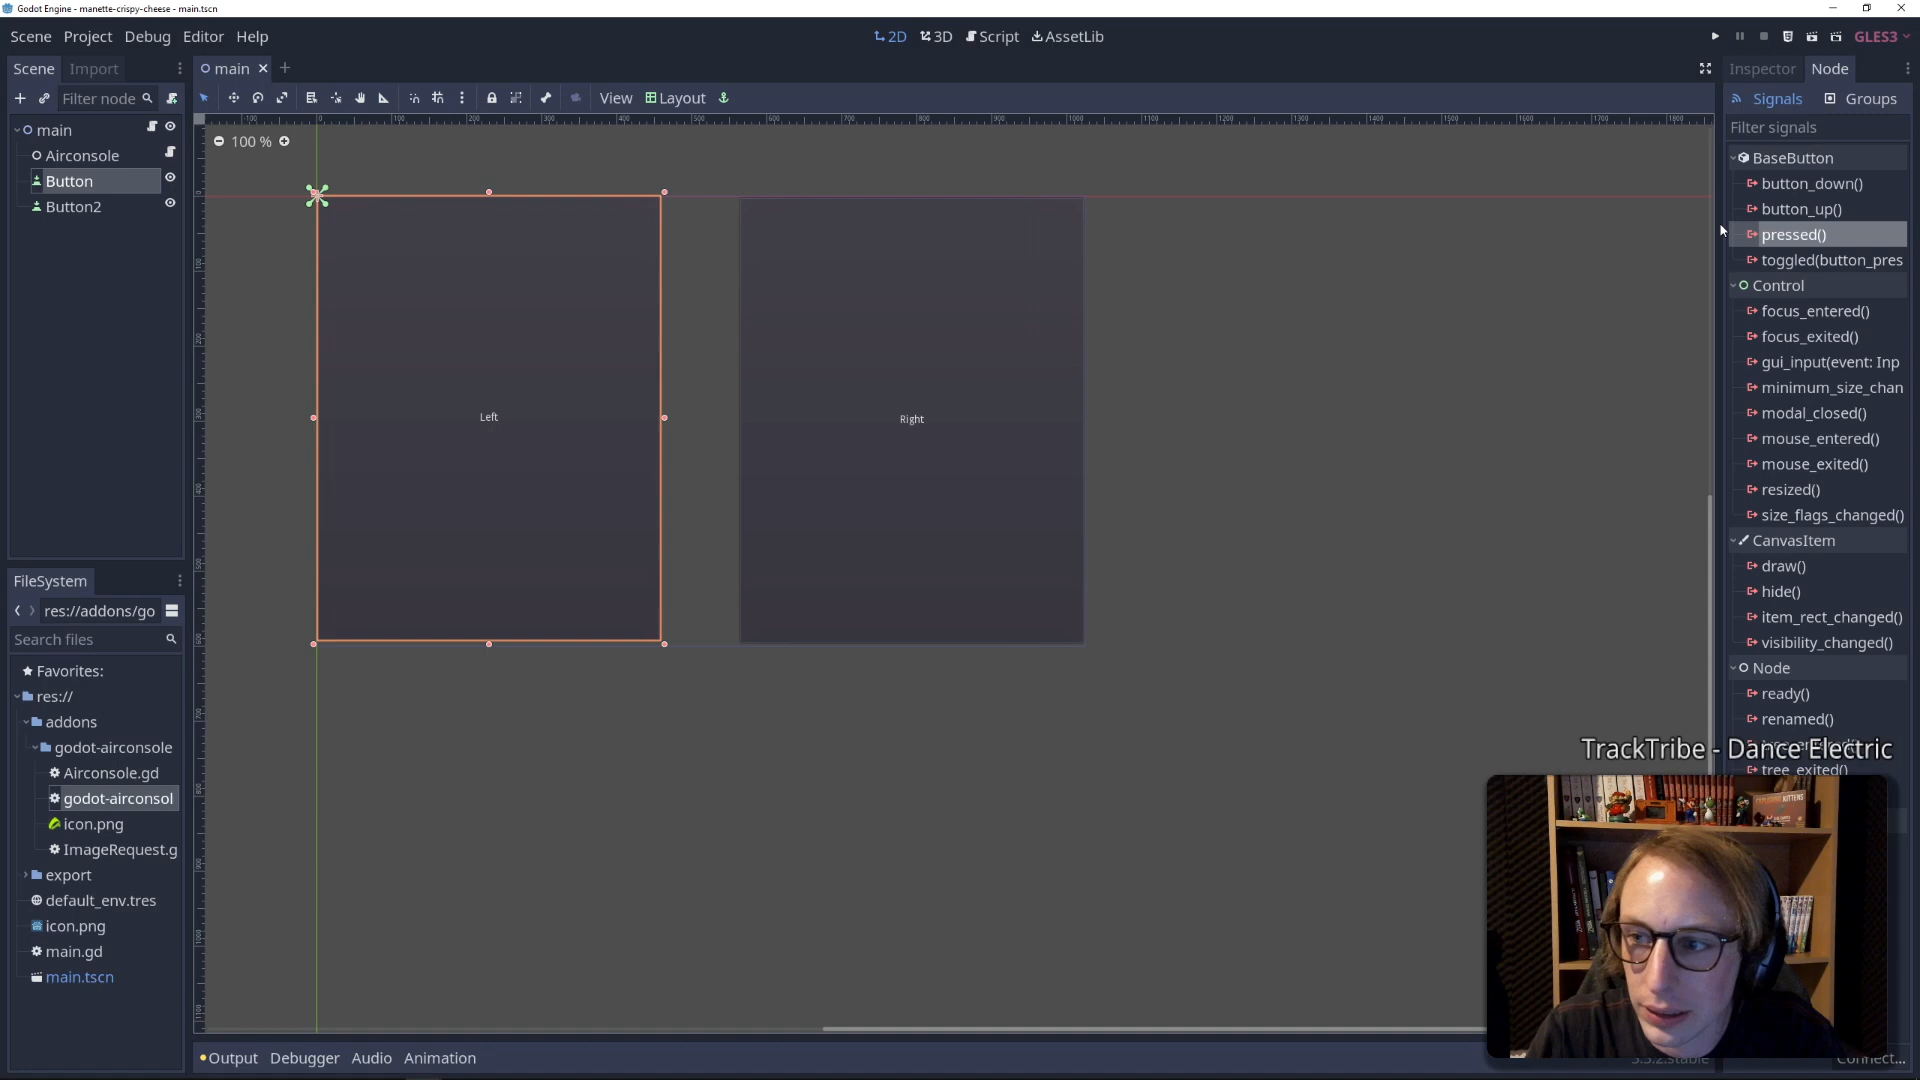 Godot Engine - manette-crispy-cheese - main.tscn
Scene Project Debug Editor Help
2D 3D Script AssetLib
GLES3
Scene Import
main
Inspector Node
Filter node
View Layout
Signals Groups
Filter signals
100 %
main
Airconsole
Button
Button2
BaseButton
button_down()
button_up()
pressed()
toggled(button_pres
Control
focus_entered()
focus_exited()
gui_input(event: Inp
minimum_size_chan
modal_closed()
mouse_entered()
mouse_exited()
resized()
size_flags_changed()
CanvasItem
draw()
hide()
item_rect_changed()
visibility_changed()
Node
ready()
renamed()
tree_exited()
Left
Right
FileSystem
res://addons/go
Search files
Favorites:
res://
addons
godot-airconsole
Airconsole.gd
godot-airconsol
icon.png
ImageRequest.g
export
default_env.tres
icon.png
main.gd
main.tscn
TrackTribe - Dance Electric
Output Debugger Audio Animation
3.3.2.stable
Connect...